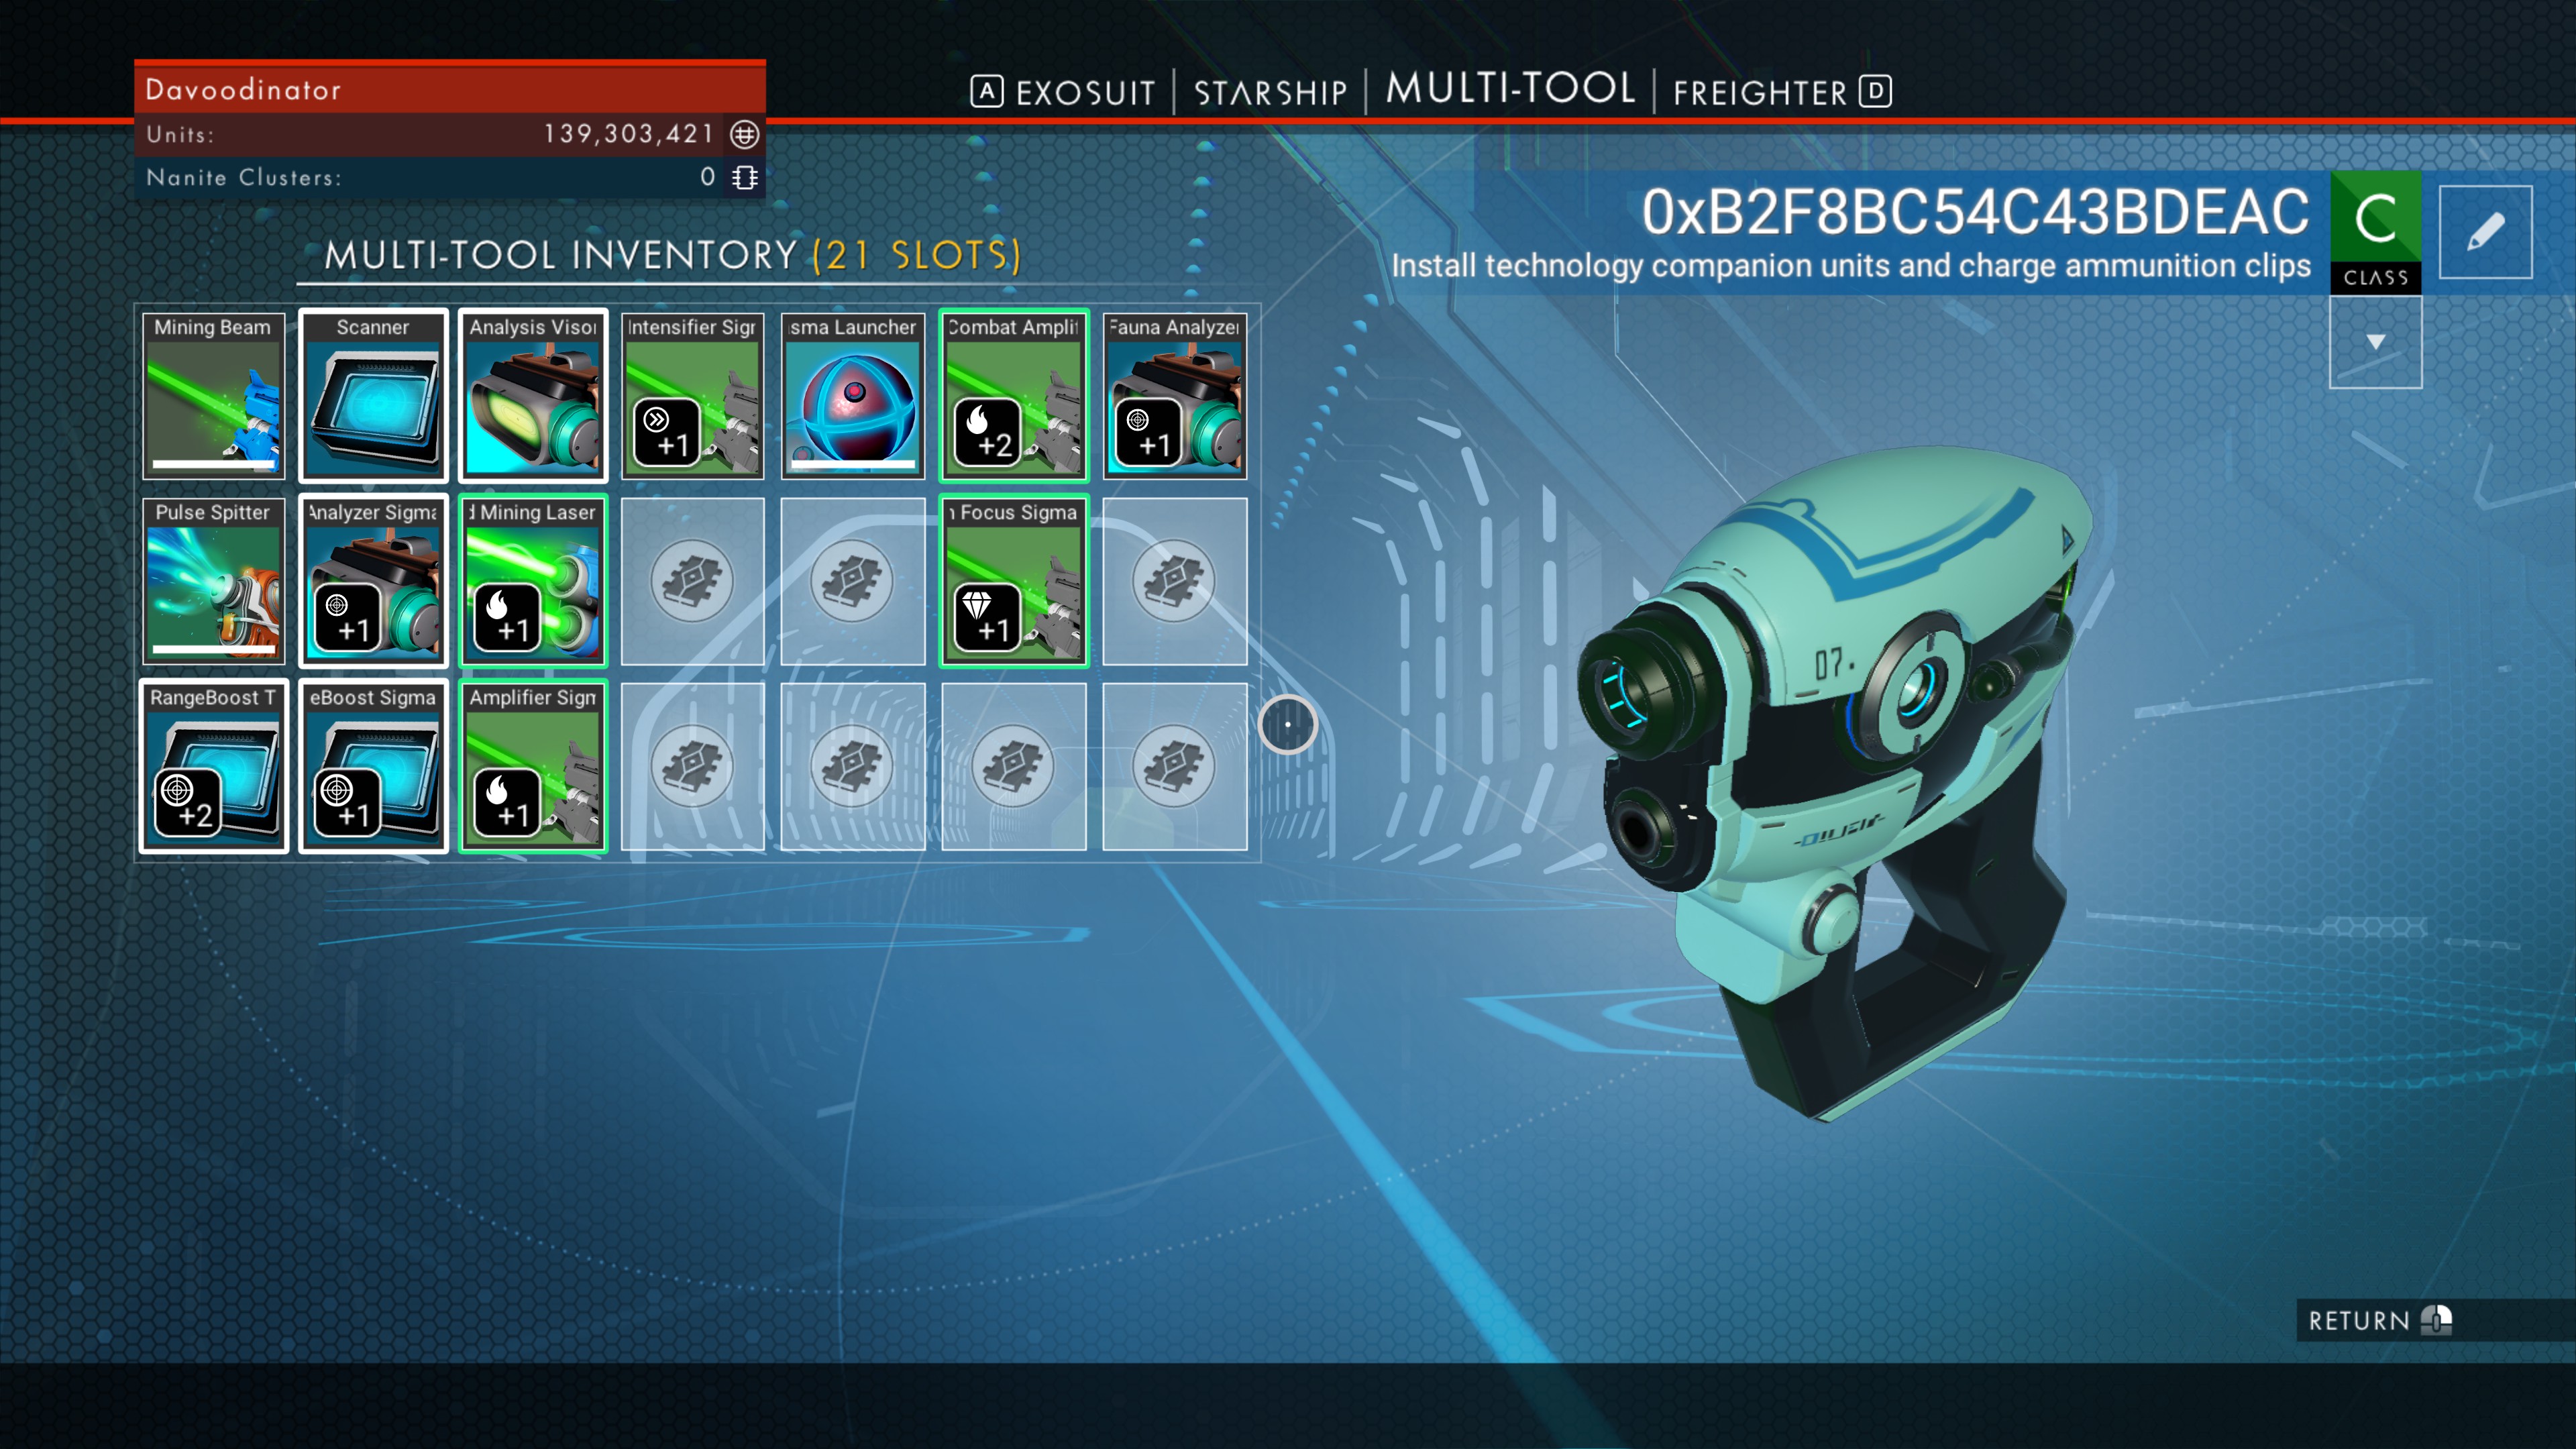 Davoodinator
Units: 139,303,421
Nanite Clusters: 0
A EXOSUIT STARSHIP MULTI-TOOL FREIGHTER D
0xB2F8BC54C43BDEAC
Install technology companion units and charge ammunition clips
C
CLASS
MULTI-TOOL INVENTORY (21 SLOTS)
Mining Beam Scanner Analysis Visor Intensifier Sigr sma Launcher Combat Amplif Fauna Analyzer
+1 +2 +1
Pulse Spitter Analyzer Sigma d Mining Laser n Focus Sigma
+1 +1 +1
RangeBoost T eBoost Sigma Amplifier Sigm
+2 +1 +1
07.
RETURN